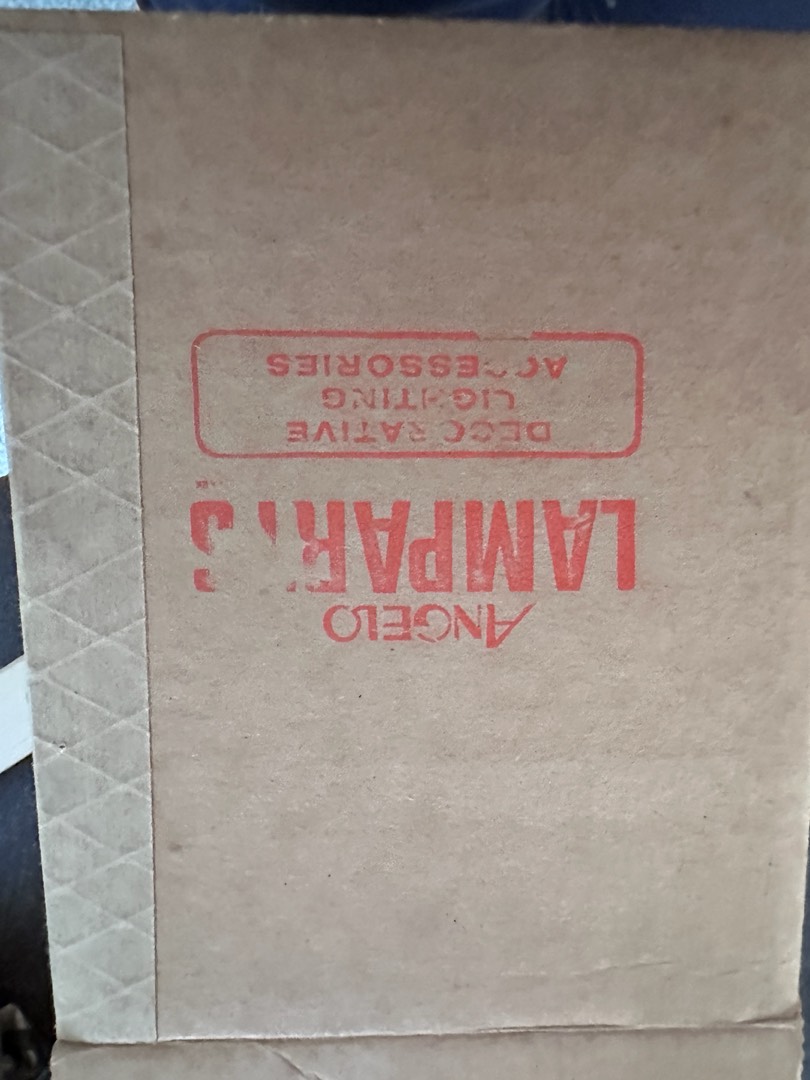 ANGELO
LAMPARTS
DECORATIVE
LIGHTING
ACCESSORIES